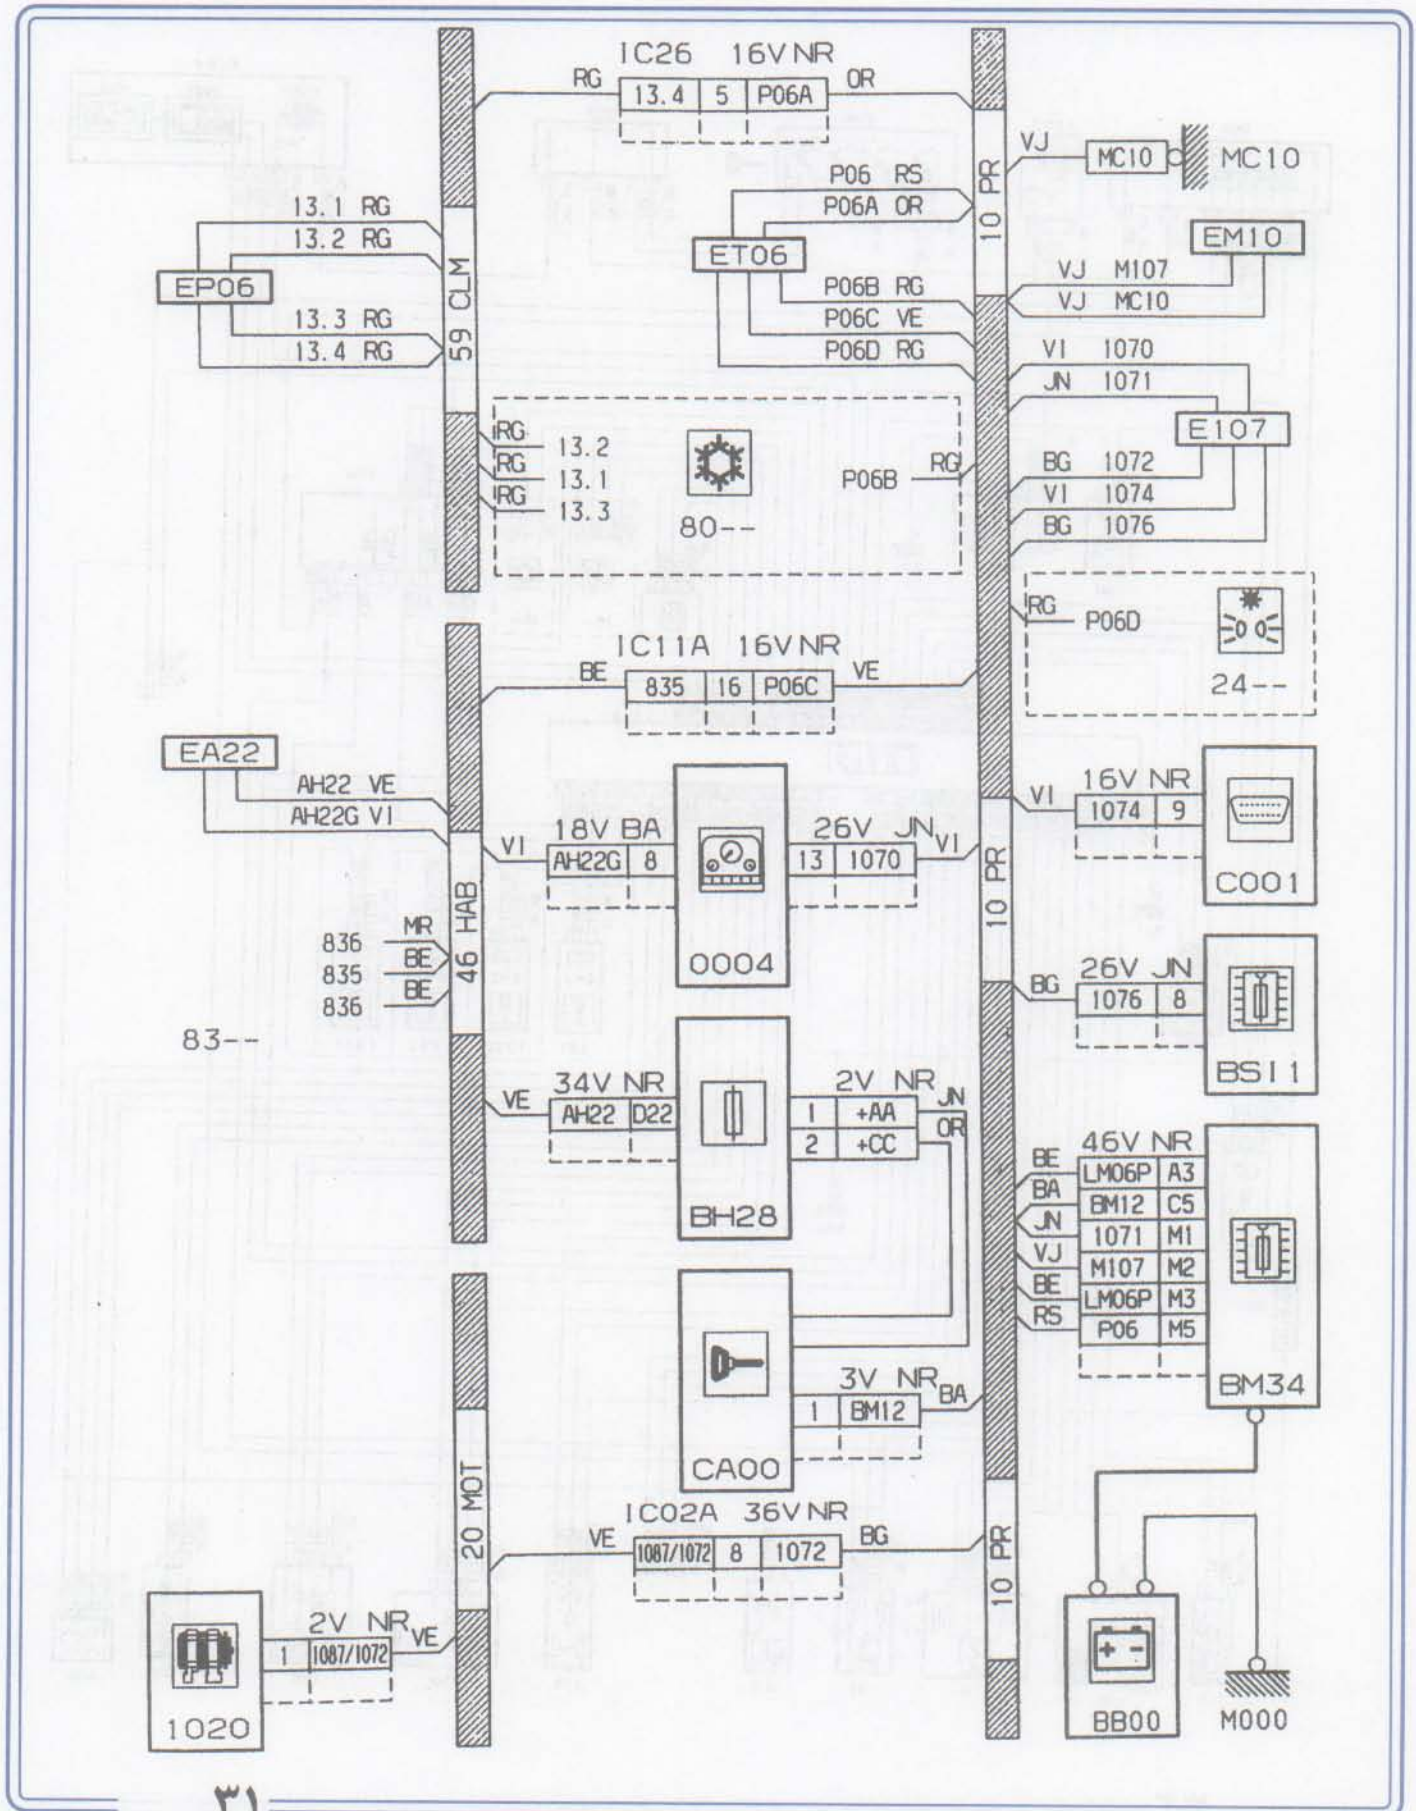 IC26 16V NR
RG 13.4 5 P06A OR
VJ MC10 MC10
10 PR
P06 RS
P06A OR
ET06
P06B RG
P06C VE
P06D RG
13.1 RG
13.2 RG
EP06
13.3 RG
13.4 RG
59 CLM
EM10
VJ M107
VJ MC10
VI 1070
JN 1071
E107
BG 1072
VI 1074
BG 1076
RG 13.2
RG 13.1
RG 13.3
80--
P06B RG
RG P06D
24--
IC11A 16V NR
BE 835 16 P06C VE
EA22
AH22 VE
AH22G VI
46 HAB
18V BA
VI AH22G 8
26V JN
13 1070 VI
0004
10 PR
16V NR
VI 1074 9
C001
836 MR
835 BE
836 BE
83--
26V JN
BG 1076 8
BSI1
34V NR
VE AH22 D22
2V NR
1 +AA JN
2 +CC OR
BH28
46V NR
BE LM06P A3
BA BM12 C5
JN 1071 M1
VJ M107 M2
BE LM06P M3
RS P06 M5
BM34
3V NR
1 BM12 BA
CA00
20 MOT
IC02A 36V NR
VE 1087/1072 8 1072 BG
10 PR
2V NR
1 1087/1072 VE
1020
+ -
BB00
M000
۳۱